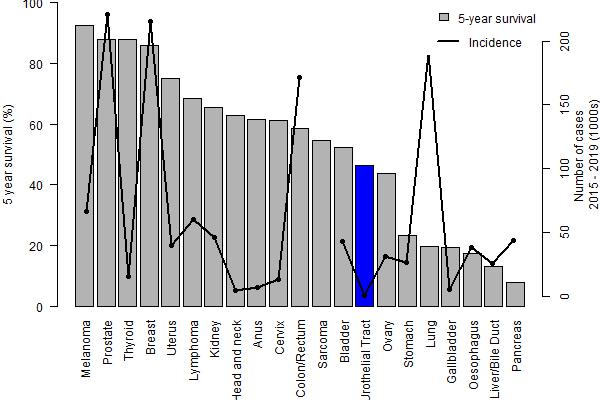 100
80
60
40
20
0
5 year survival (%)
5-year survival
Incidence
200
150
100
50
0
Number of cases
2015 - 2019 (1000s)
Melanoma
Prostate
Thyroid
Breast
Uterus
Lymphoma
Kidney
Head and neck
Anus
Cervix
Colon/Rectum
Sarcoma
Bladder
Urothelial Tract
Ovary
Stomach
Lung
Gallbladder
Oesophagus
Liver/Bile Duct
Pancreas